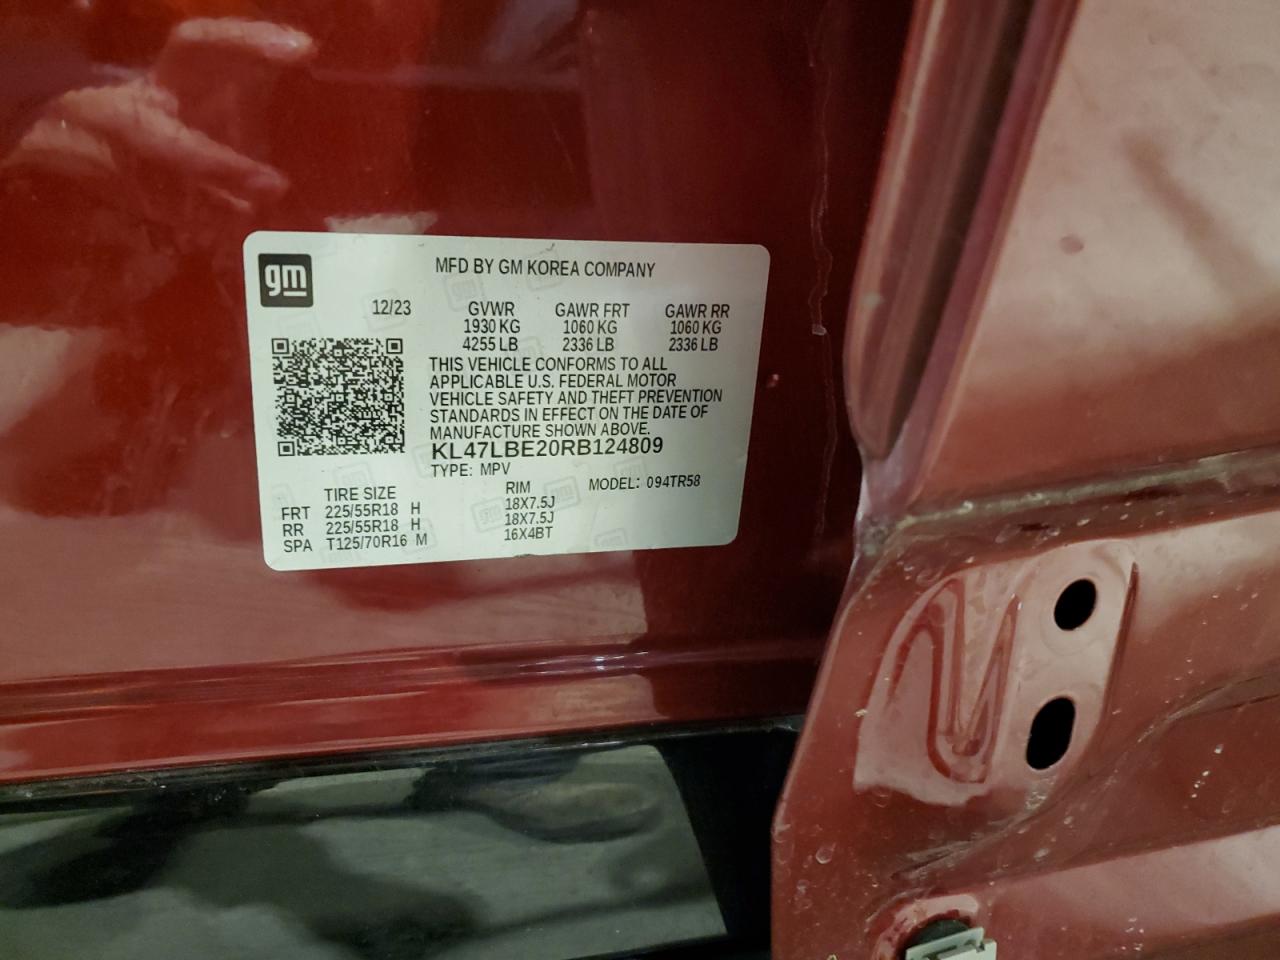 gm
MFD BY GM KOREA COMPANY
12/23 GVWR GAWR FRT GAWR RR
1930 KG 1060 KG 1060 KG
4255 LB 2336 LB 2336 LB
THIS VEHICLE CONFORMS TO ALL
APPLICABLE U.S. FEDERAL MOTOR
VEHICLE SAFETY AND THEFT PREVENTION
STANDARDS IN EFFECT ON THE DATE OF
MANUFACTURE SHOWN ABOVE.
KL47LBE20RB124809
TYPE: MPV
MODEL: 094TR58
TIRE SIZE RIM
FRT 225/55R18 H 18X7.5J
RR 225/55R18 H 18X7.5J
SPA T125/70R16 M 16X4BT